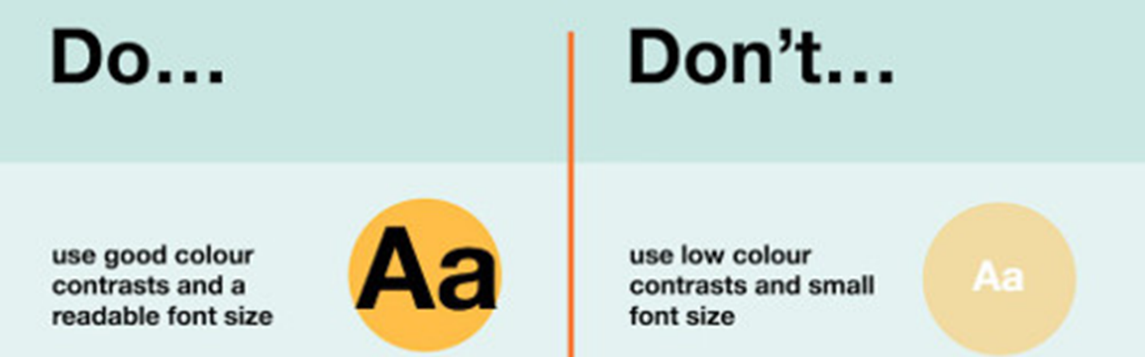 Do...
use good colour
contrasts and a
readable font size
Aa
Don't...
use low colour
contrasts and small
font size
Aa